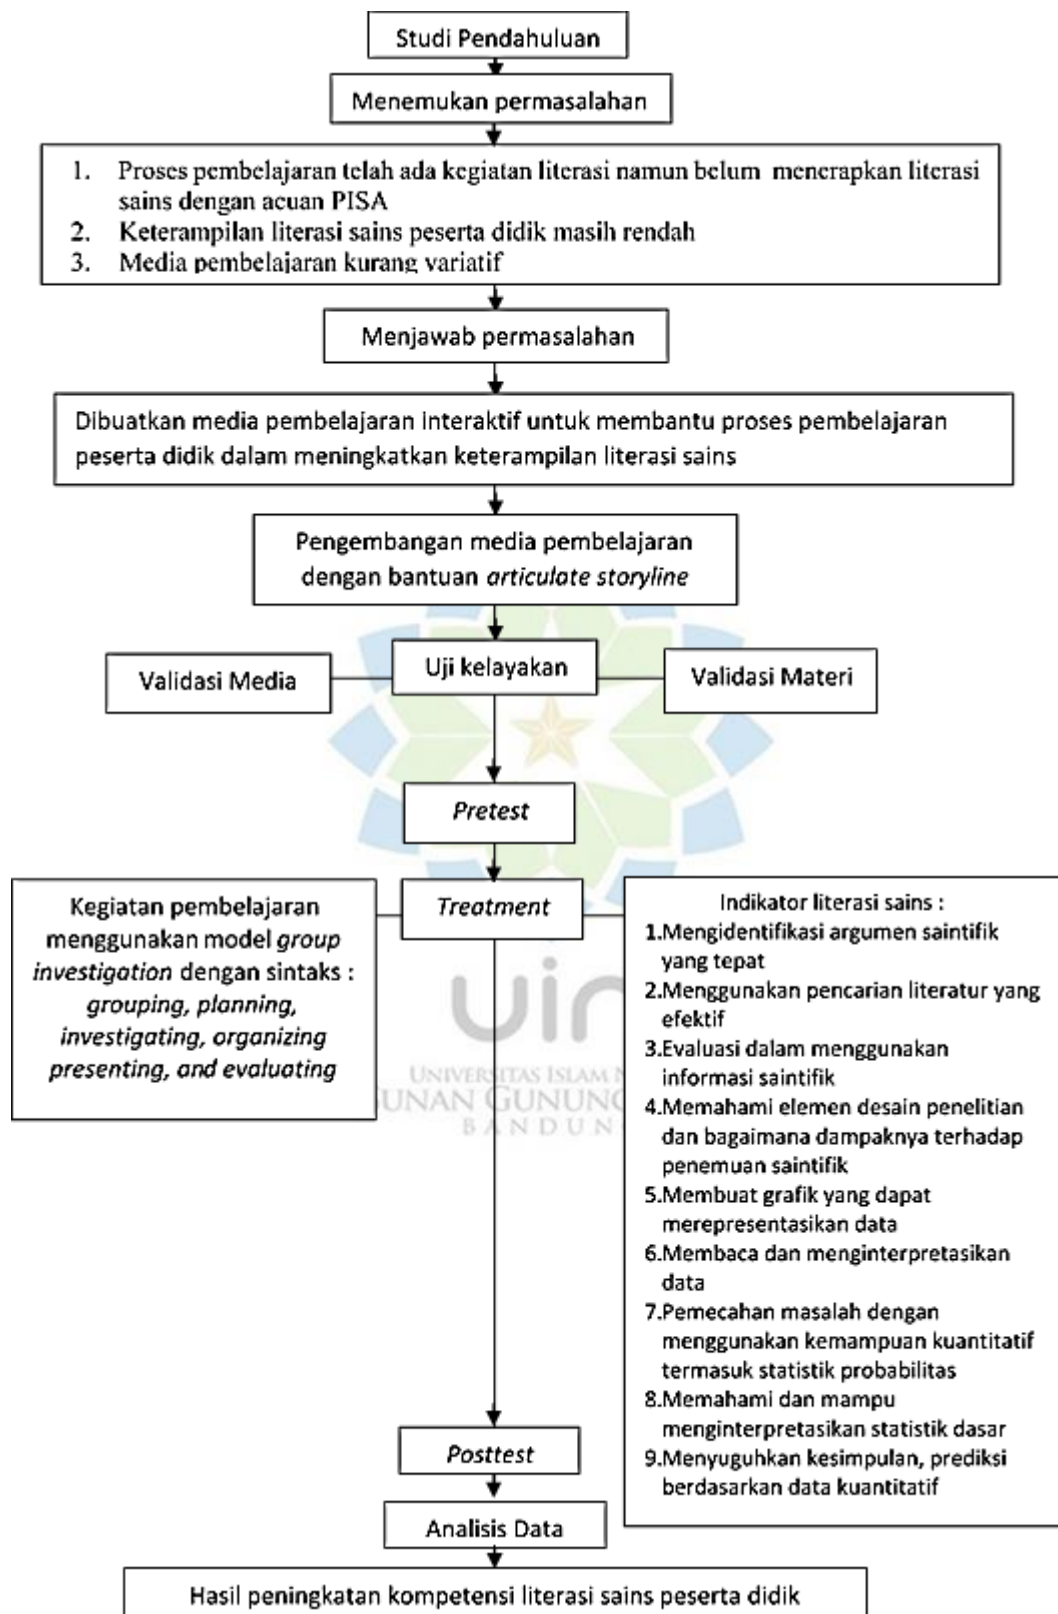 Studi Pendahuluan
Menemukan permasalahan
1. Proses pembelajaran telah ada kegiatan literasi namun belum menerapkan literasi
sains dengan acuan PISA
2. Keterampilan literasi sains peserta didik masih rendah
3. Media pembelajaran kurang variatif
Menjawab permasalahan
Dibuatkan media pembelajaran interaktif untuk membantu proses pembelajaran
peserta didik dalam meningkatkan keterampilan literasi sains
Pengembangan media pembelajaran
dengan bantuan articulate storyline
Validasi Media
Uji kelayakan
Validasi Materi
Pretest
Kegiatan pembelajaran
menggunakan model group
investigation dengan sintaks :
grouping, planning,
investigating, organizing
presenting, and evaluating
Treatment
Indikator literasi sains :
1.Mengidentifikasi argumen saintifik
yang tepat
2.Menggunakan pencarian literatur yang
efektif
3.Evaluasi dalam menggunakan
informasi saintifik
4.Memahami elemen desain penelitian
dan bagaimana dampaknya terhadap
penemuan saintifik
5.Membuat grafik yang dapat
merepresentasikan data
6.Membaca dan menginterpretasikan
data
7.Pemecahan masalah dengan
menggunakan kemampuan kuantitatif
termasuk statistik probabilitas
8.Memahami dan mampu
menginterpretasikan statistik dasar
9.Menyuguhkan kesimpulan, prediksi
berdasarkan data kuantitatif
UNIVERSITAS ISLAM
GUNUNG
Posttest
Analisis Data
Hasil peningkatan kompetensi literasi sains peserta didik